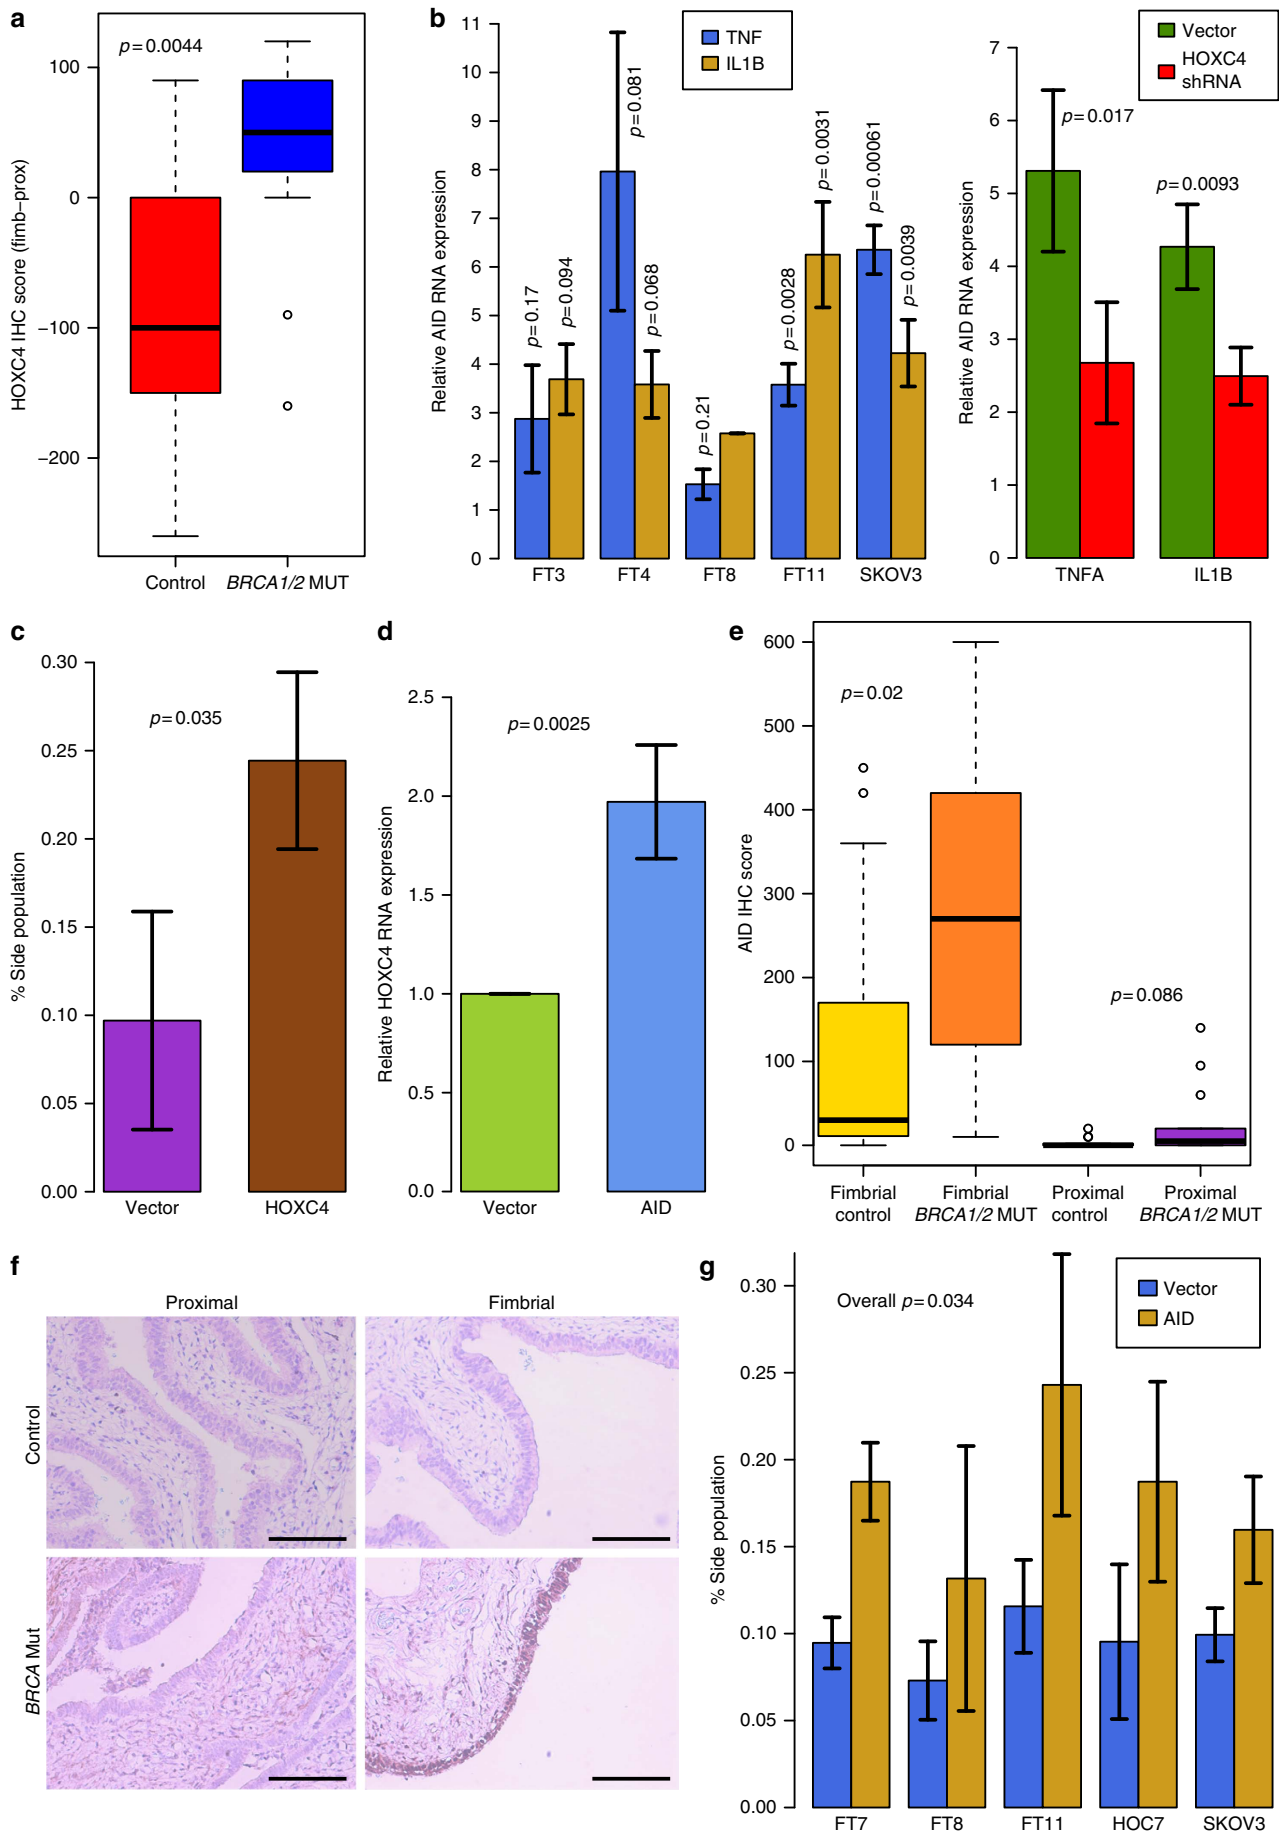 a
p=0.0044
HOXC4 IHC score (fimb–prox)
100
0
−100
−200
Control
BRCA1/2 MUT
b
Relative AID RNA expression
11
10
9
8
7
6
5
4
3
2
1
0
TNF
IL1B
p=0.17
p=0.094
p=0.081
p=0.068
p=0.21
p=0.0028
p=0.0031
p=0.00061
p=0.0039
FT3
FT4
FT8
FT11
SKOV3
Vector
HOXC4
shRNA
Relative AID RNA expression
7
6
5
4
3
2
1
0
p=0.017
p=0.0093
TNFA
IL1B
c
% Side population
0.30
0.25
0.20
0.15
0.10
0.05
0.00
p=0.035
Vector
HOXC4
d
Relative HOXC4 RNA expression
2.5
2.0
1.5
1.0
0.5
0.0
p=0.0025
Vector
AID
e
AID IHC score
600
500
400
300
200
100
0
p=0.02
p=0.086
Fimbrial
control
Fimbrial
BRCA1/2 MUT
Proximal
control
Proximal
BRCA1/2 MUT
f
Proximal
Fimbrial
Control
BRCA Mut
g
% Side population
0.30
0.25
0.20
0.15
0.10
0.05
0.00
Overall p=0.034
Vector
AID
FT7
FT8
FT11
HOC7
SKOV3